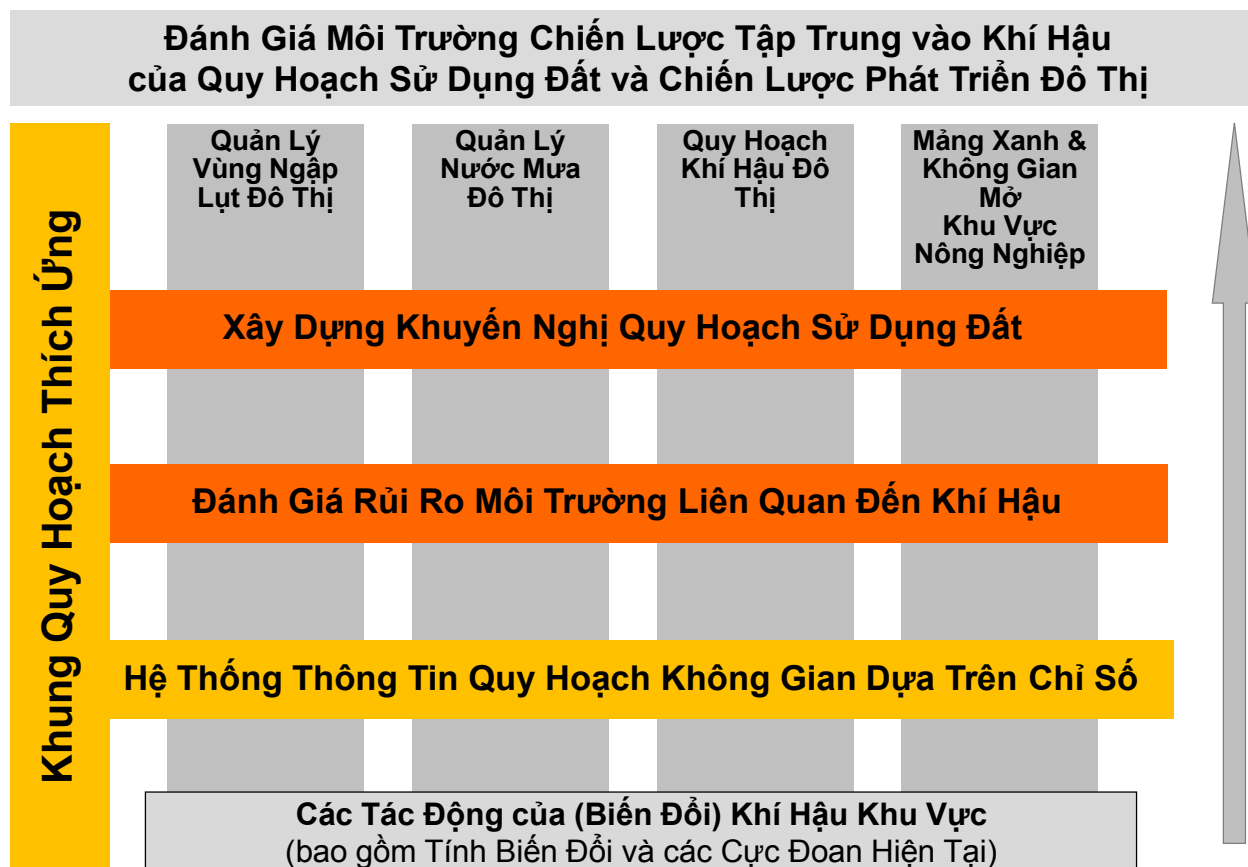 Đánh Giá Môi Trường Chiến Lược Tập Trung vào Khí Hậu
của Quy Hoạch Sử Dụng Đất và Chiến Lược Phát Triển Đô Thị
Khung Quy Hoạch Thích Ứng
Quản Lý
Vùng Ngập
Lụt Đô Thị
Quản Lý
Nước Mưa
Đô Thị
Quy Hoạch
Khí Hậu Đô
Thị
Mảng Xanh &
Không Gian
Mở
Khu Vực
Nông Nghiệp
Xây Dựng Khuyến Nghị Quy Hoạch Sử Dụng Đất
Đánh Giá Rủi Ro Môi Trường Liên Quan Đến Khí Hậu
Hệ Thống Thông Tin Quy Hoạch Không Gian Dựa Trên Chỉ Số
Các Tác Động của (Biến Đổi) Khí Hậu Khu Vực
(bao gồm Tính Biến Đổi và các Cực Đoan Hiện Tại)